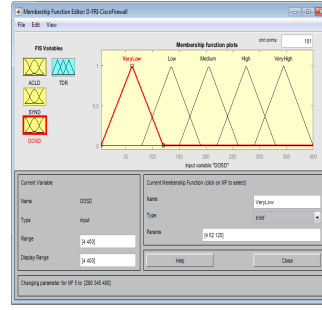 Membership Function Editor: D-FRI-CiscoFirewall
File Edit View
FIS Variables
Membership function plots
plot points:
181
ACLD
TDR
SYND
DOSD
VeryLow
Low
Medium
High
VeryHigh
1
0.5
0
50 100 150 200 250 300 350 400
input variable "DOSD"
Current Variable
Name DOSD
Type input
Range [4 400]
Display Range [4 400]
Current Membership Function (click on MF to select)
Name VeryLow
Type trimf
Params [4 62 120]
Help
Close
Changing parameter for MF 5 to [290 345 400]